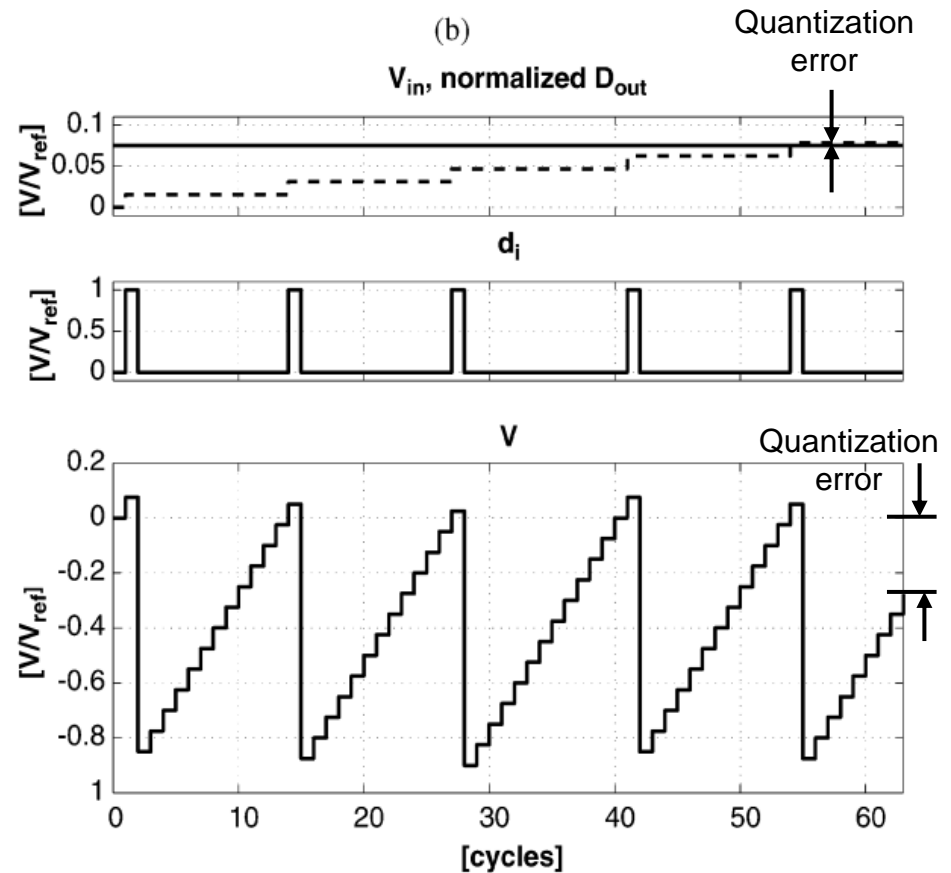 (b)
Quantization
error
V_in, normalized D_out
[V/V_ref]
0.1
0.05
0
d_i
[V/V_ref]
1
0.5
0
V
Quantization
error
[V/V_ref]
0.2
0
-0.2
-0.4
-0.6
-0.8
1
0 10 20 30 40 50 60
[cycles]